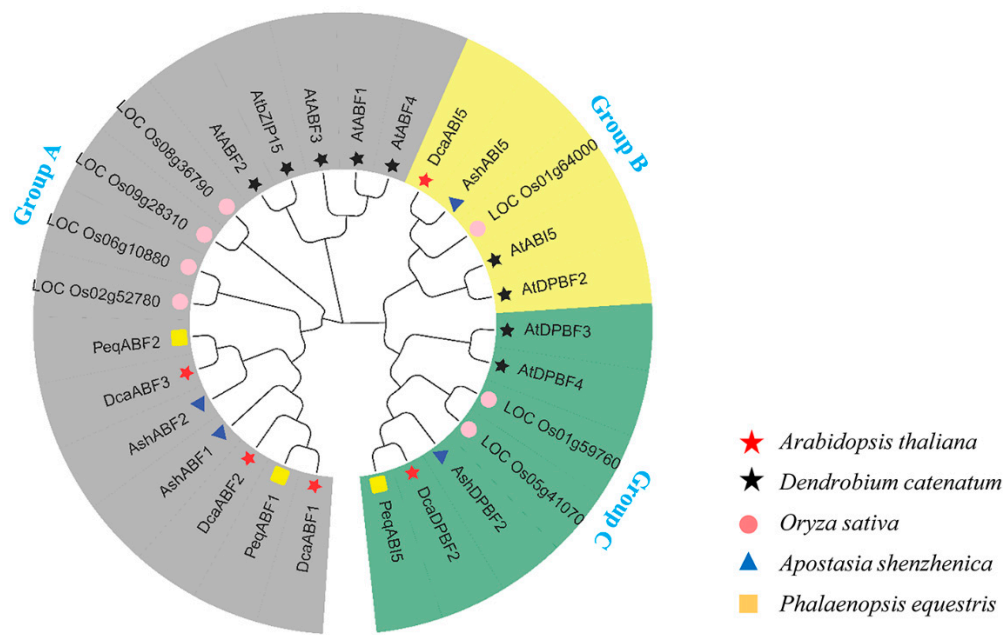 Group A
LOC Os08g36790
LOC Os09g28310
LOC Os06g10880
LOC Os02g52780
PeqABF2
DcaABF3
AshABF2
AshABF1
DcaABF2
PeqABF1
DcaABF1
AtABF2
AtbZIP15
AtABF3
AtABF1
AtABF4
Group B
DcaABI5
AshABI5
LOC Os01g64000
AtABI5
AtDPBF2
Group C
AtDPBF3
AtDPBF4
LOC Os01g59760
LOC Os05g41070
AshDPBF2
DcaDPBF2
PeqABI5
Arabidopsis thaliana
Dendrobium catenatum
Oryza sativa
Apostasia shenzhenica
Phalaenopsis equestris